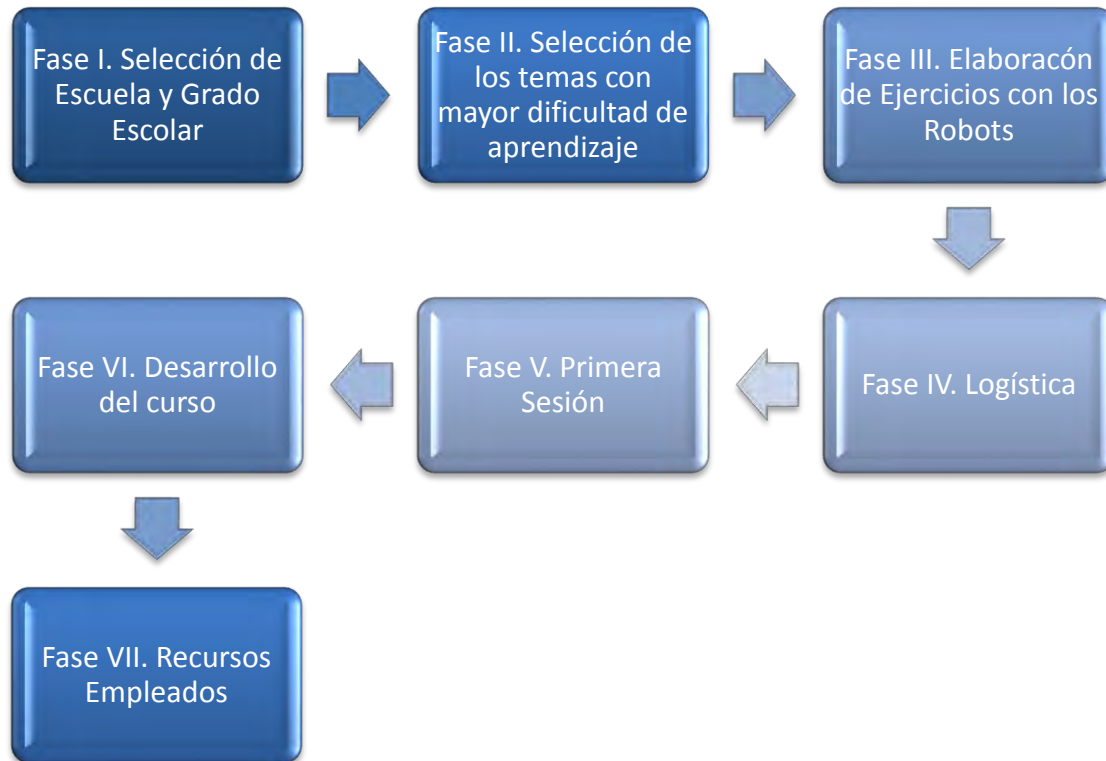 Fase I. Selección de
Escuela y Grado
Escolar
Fase II. Selección de
los temas con
mayor dificultad de
aprendizaje
Fase III. Elaboracón
de Ejercicios con los
Robots
Fase IV. Logística
Fase V. Primera
Sesión
Fase VI. Desarrollo
del curso
Fase VII. Recursos
Empleados